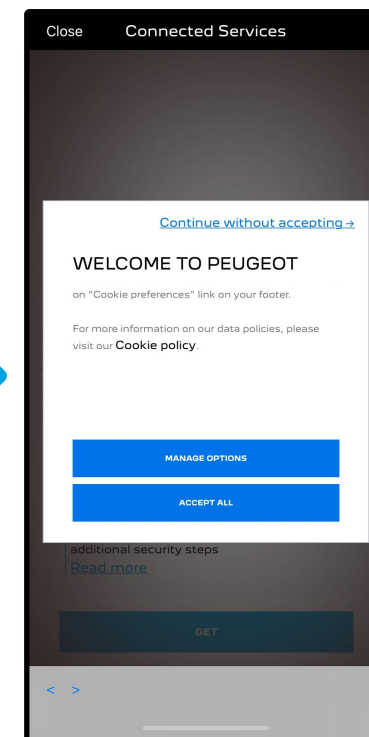 Close Connected Services
Continue without accepting →
WELCOME TO PEUGEOT
on “Cookie preferences” link on your footer.
For more information on our data policies, please
visit our Cookie policy.
MANAGE OPTIONS
ACCEPT ALL
additional security steps
Read more
GET
< >